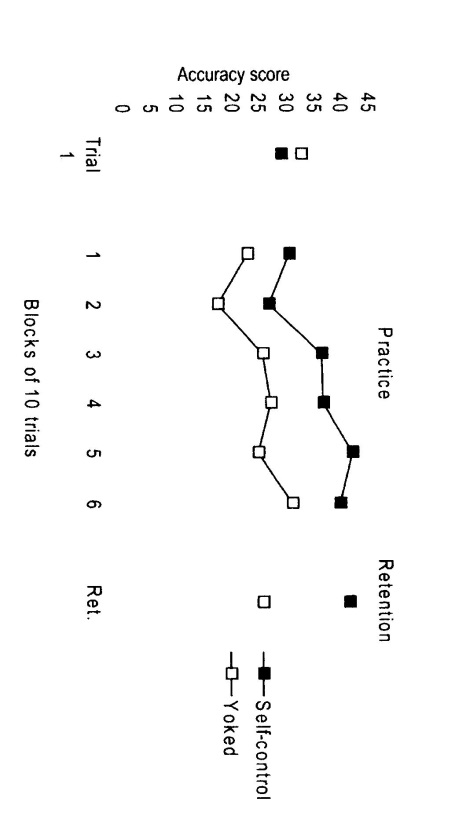 Practice
Retention
45
40
35
30
25
20
15
10
5
0
Accuracy score
Self-control
Yoked
Trial
1
1
2
3
4
5
6
Ret.
Blocks of 10 trials